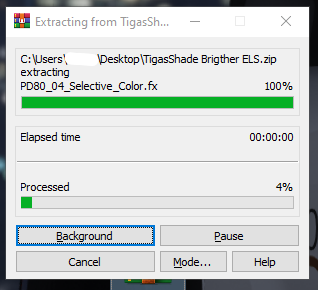 Extracting from TigasSh...
C:\Users\ \Desktop\TigasShade Brigther ELS.zip
extracting
PD80_04_Selective_Color.fx 100%
Elapsed time 00:00:00
Processed 4%
Background Pause
Cancel Mode... Help